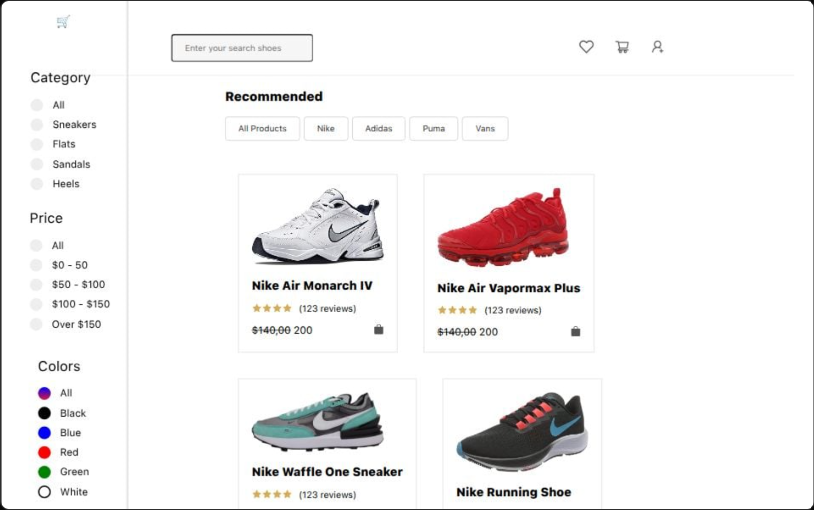 Enter your search shoes
Category
All
Sneakers
Flats
Sandals
Heels
Price
All
$0 - 50
$50 - $100
$100 - $150
Over $150
Colors
All
Black
Blue
Red
Green
White
Recommended
All Products
Nike
Adidas
Puma
Vans
Nike Air Monarch IV
(123 reviews)
$140,00 200
Nike Air Vapormax Plus
(123 reviews)
$140,00 200
Nike Waffle One Sneaker
(123 reviews)
Nike Running Shoe